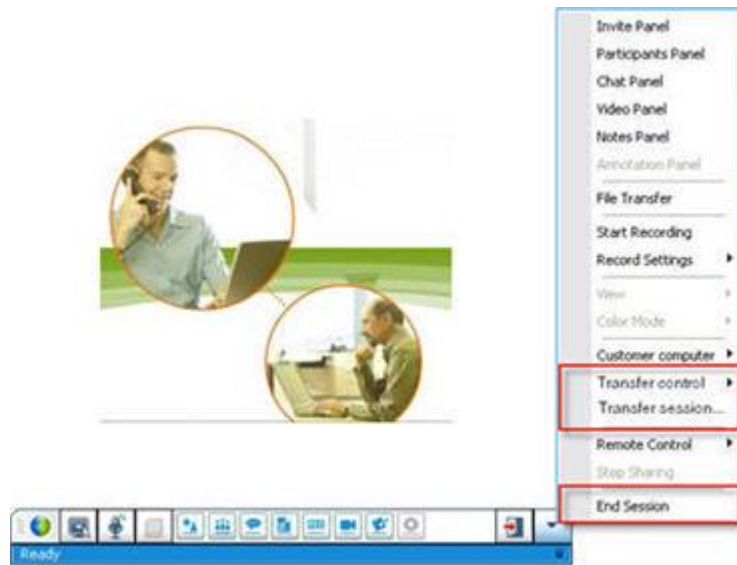 Invite Panel
Participants Panel
Chat Panel
Video Panel
Notes Panel
Annotation Panel
File Transfer
Start Recording
Record Settings
View
Color Mode
Customer computer
Transfer control
Transfer session...
Remote Control
Stop Sharing
End Session
Ready